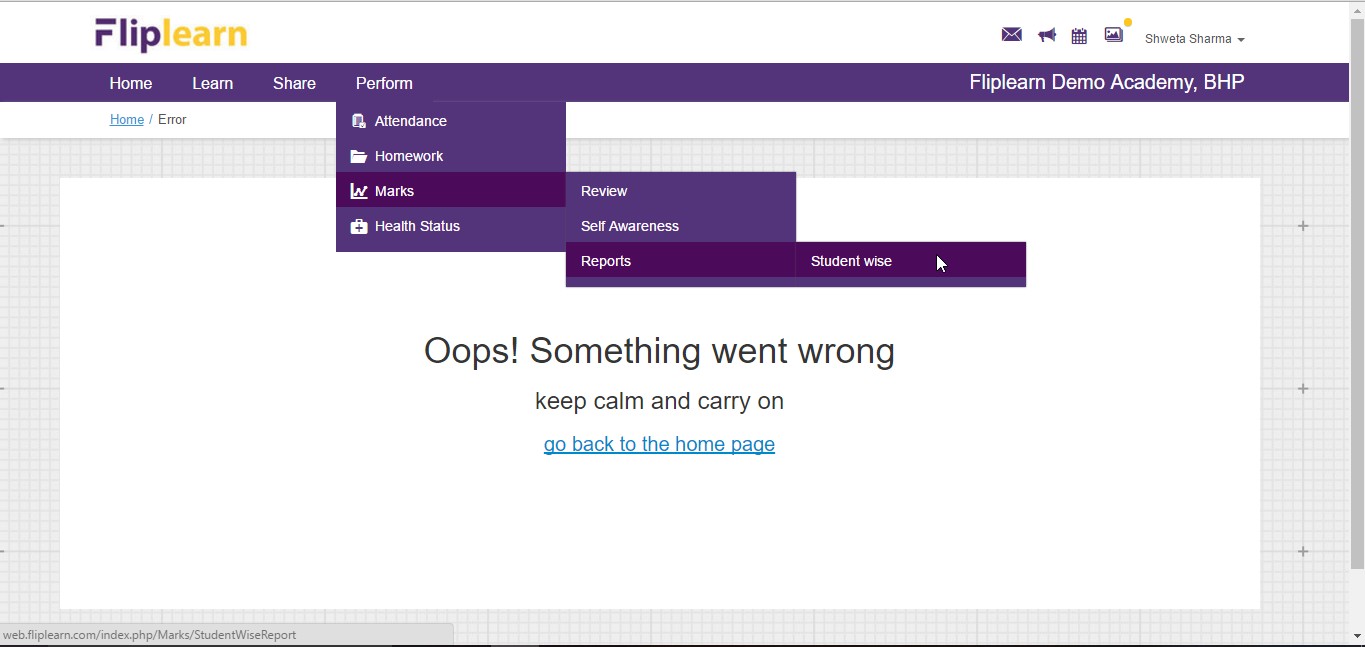 Fliplearn
Shweta Sharma
Home Learn Share Perform Fliplearn Demo Academy, BHP
Home / Error
Attendance
Homework
Marks Review
Health Status Self Awareness
Reports Student wise
Oops! Something went wrong
keep calm and carry on
go back to the home page
web.fliplearn.com/index.php/Marks/StudentWiseReport